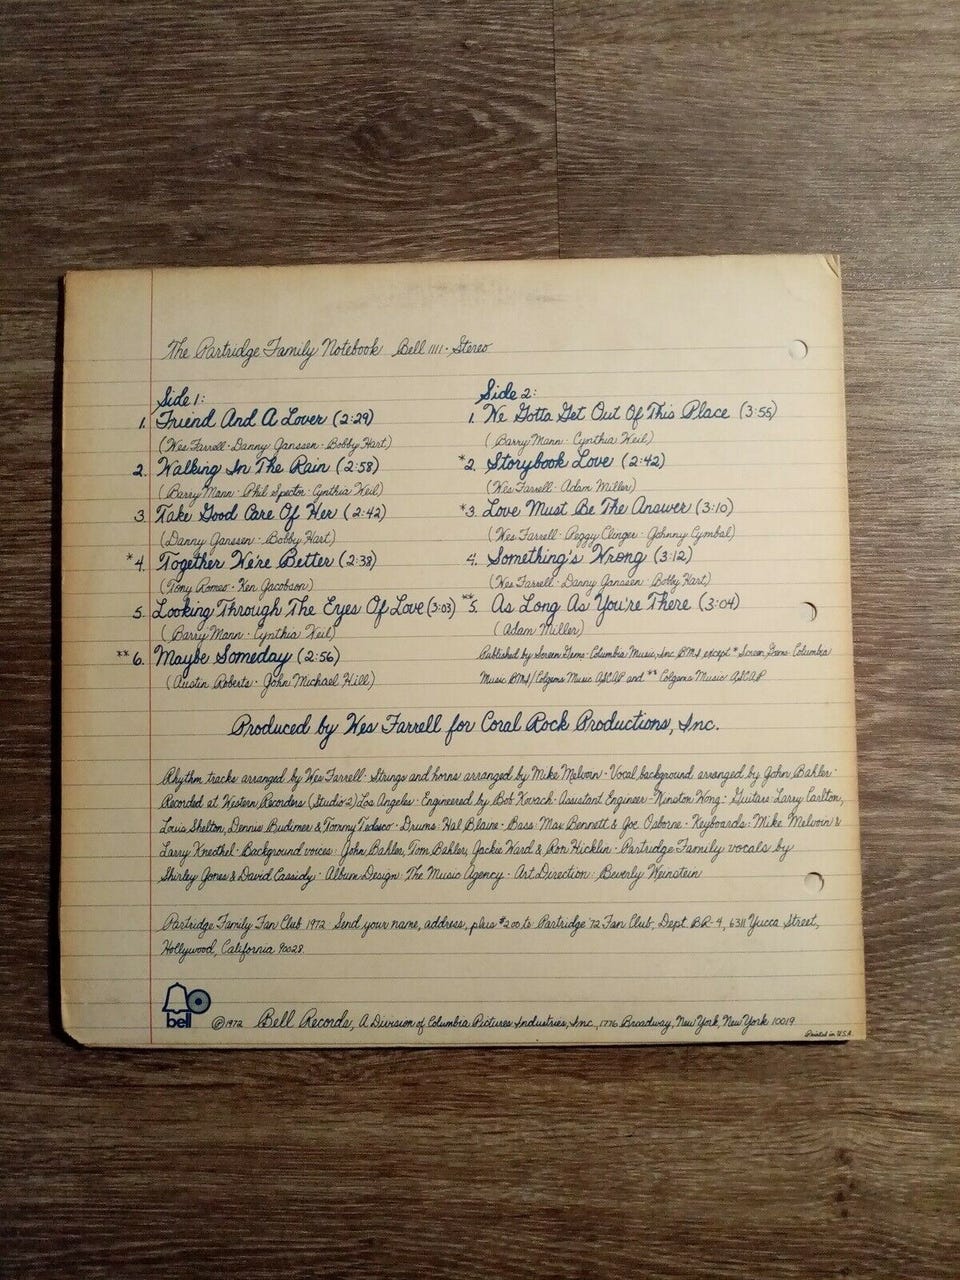 The Partridge Family Notebook Bell 1111 · Stereo
Side 1:
1. Friend And A Lover (2:29)
(Wes Farrell · Danny Janssen · Bobby Hart)
2. Walking In The Rain (2:58)
(Barry Mann · Phil Spector · Cynthia Weil)
3. Take Good Care Of Her (2:42)
(Danny Janssen · Bobby Hart)
*4. Together We're Better (2:38)
(Tony Romeo · Ken Jacobson)
5. Looking Through The Eyes Of Love (3:03)
(Barry Mann · Cynthia Weil)
**6. Maybe Someday (2:56)
(Austin Roberts · John Michael Hill)
Side 2:
1. We Gotta Get Out Of This Place (3:55)
(Barry Mann · Cynthia Weil)
*2. Storybook Love (2:42)
(Wes Farrell · Adam Miller)
*3. Love Must Be The Answer (3:10)
(Wes Farrell · Peggy Clinger · Johnny Cymbal)
4. Something's Wrong (3:12)
(Wes Farrell · Danny Janssen · Bobby Hart)
**5. As Long As You're There (3:04)
(Adam Miller)
Published by Screen Gems-Columbia Music, Inc. BMI, except * Screen Gems-Columbia
Music BMI/Colgems Music ASCAP and ** Colgems Music ASCAP
Produced by Wes Farrell for Coral Rock Productions, Inc.
Rhythm tracks arranged by Wes Farrell · Strings and horns arranged by Mike Melvoin · Vocal background arranged by John Bahler ·
Recorded at Western Recorders (Studio 2) Los Angeles · Engineered by Bob Kovach · Assistant Engineer · Winston Wong · Guitars: Larry Carlton,
Louis Shelton, Dennis Budimer & Tommy Tedesco · Drums: Hal Blaine · Bass: Max Bennett & Joe Osborne · Keyboards: Mike Melvoin &
Larry Knechtel · Background voices: John Bahler, Tom Bahler, Jackie Ward & Ron Hicklin · Partridge Family vocals by
Shirley Jones & David Cassidy · Album Design: The Music Agency · Art Direction: Beverly Weinstein
Partridge Family Fan Club 1972 Send your name, address, plus $2.00 to Partridge '72 Fan Club, Dept BR-4, 6311 Yucca Street,
Hollywood, California 90028.
bell
©1972 Bell Records, A Division of Columbia Pictures Industries, Inc., 1776 Broadway, New York, New York 10019
Printed in U.S.A.